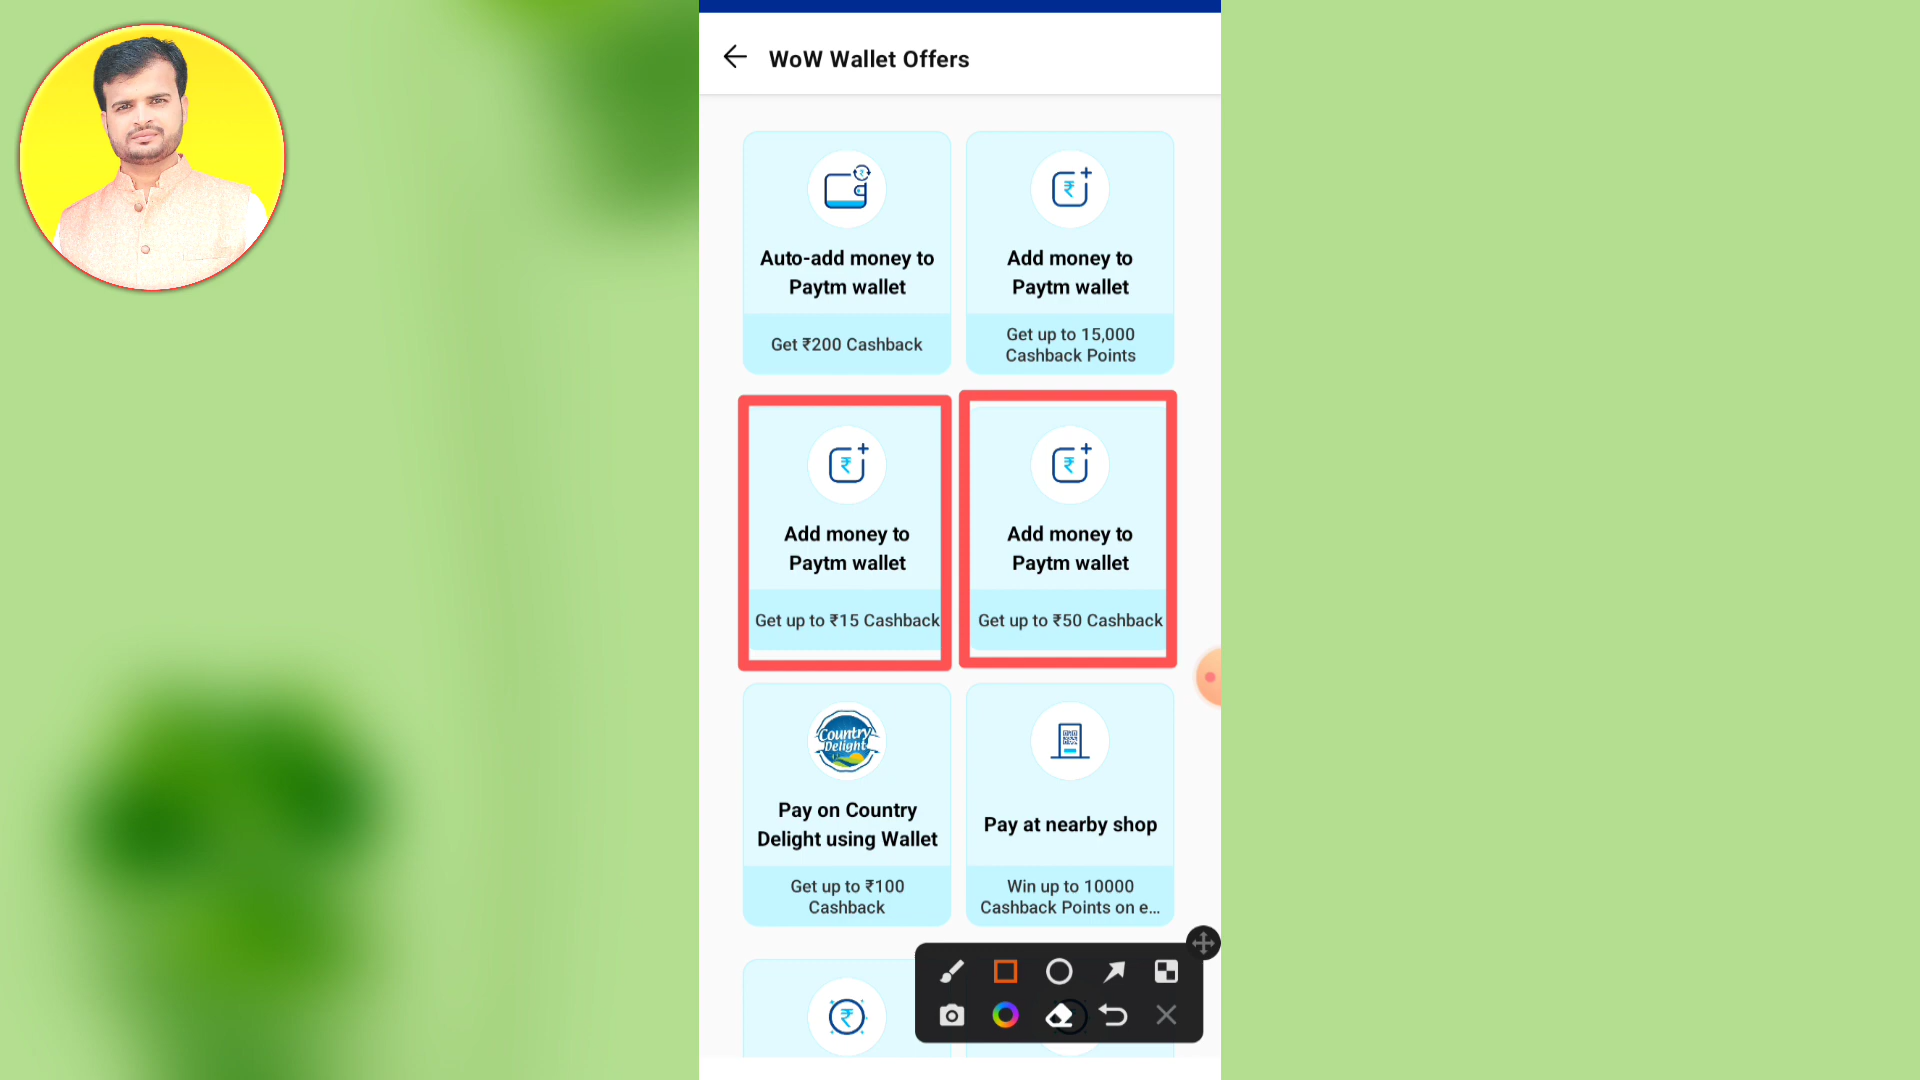 WoW Wallet Offers
Auto-add money to
Paytm wallet
Get ₹200 Cashback
Add money to
Paytm wallet
Get up to 15,000
Cashback Points
Add money to
Paytm wallet
Get up to ₹15 Cashback
Add money to
Paytm wallet
Get up to ₹50 Cashback
Country
Delight
Pay on Country
Delight using Wallet
Get up to ₹100
Cashback
Pay at nearby shop
Win up to 10000
Cashback Points on e...